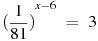 (1/81)^{x-6} = 3